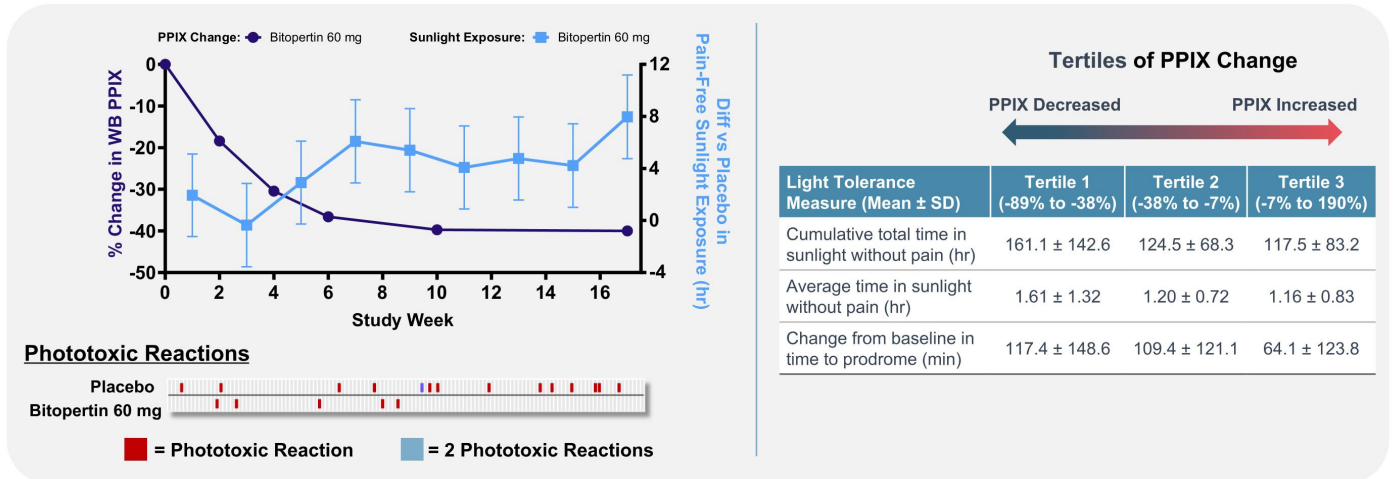 PPIX Change: Bitopertin 60 mg Sunlight Exposure: Bitopertin 60 mg
% Change in WB PPIX
0
-10
-20
-30
-40
-50
12
8
4
0
-4
Diff vs Placebo in
Pain-Free Sunlight Exposure (hr)
0 2 4 6 8 10 12 14 16
Study Week
Phototoxic Reactions
Placebo
Bitopertin 60 mg
= Phototoxic Reaction = 2 Phototoxic Reactions
Tertiles of PPIX Change
PPIX Decreased PPIX Increased
Light Tolerance Tertile 1 Tertile 2 Tertile 3
Measure (Mean ± SD) (-89% to -38%) (-38% to -7%) (-7% to 190%)
Cumulative total time in
sunlight without pain (hr) 161.1 ± 142.6 124.5 ± 68.3 117.5 ± 83.2
Average time in sunlight
without pain (hr) 1.61 ± 1.32 1.20 ± 0.72 1.16 ± 0.83
Change from baseline in
time to prodrome (min) 117.4 ± 148.6 109.4 ± 121.1 64.1 ± 123.8